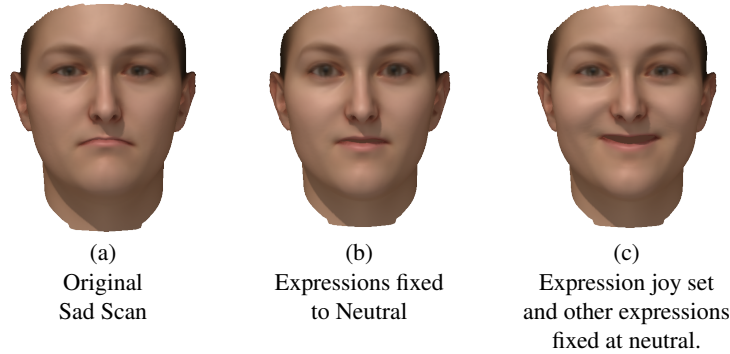 (a)
Original
Sad Scan
(b)
Expressions fixed
to Neutral
(c)
Expression joy set
and other expressions
fixed at neutral.